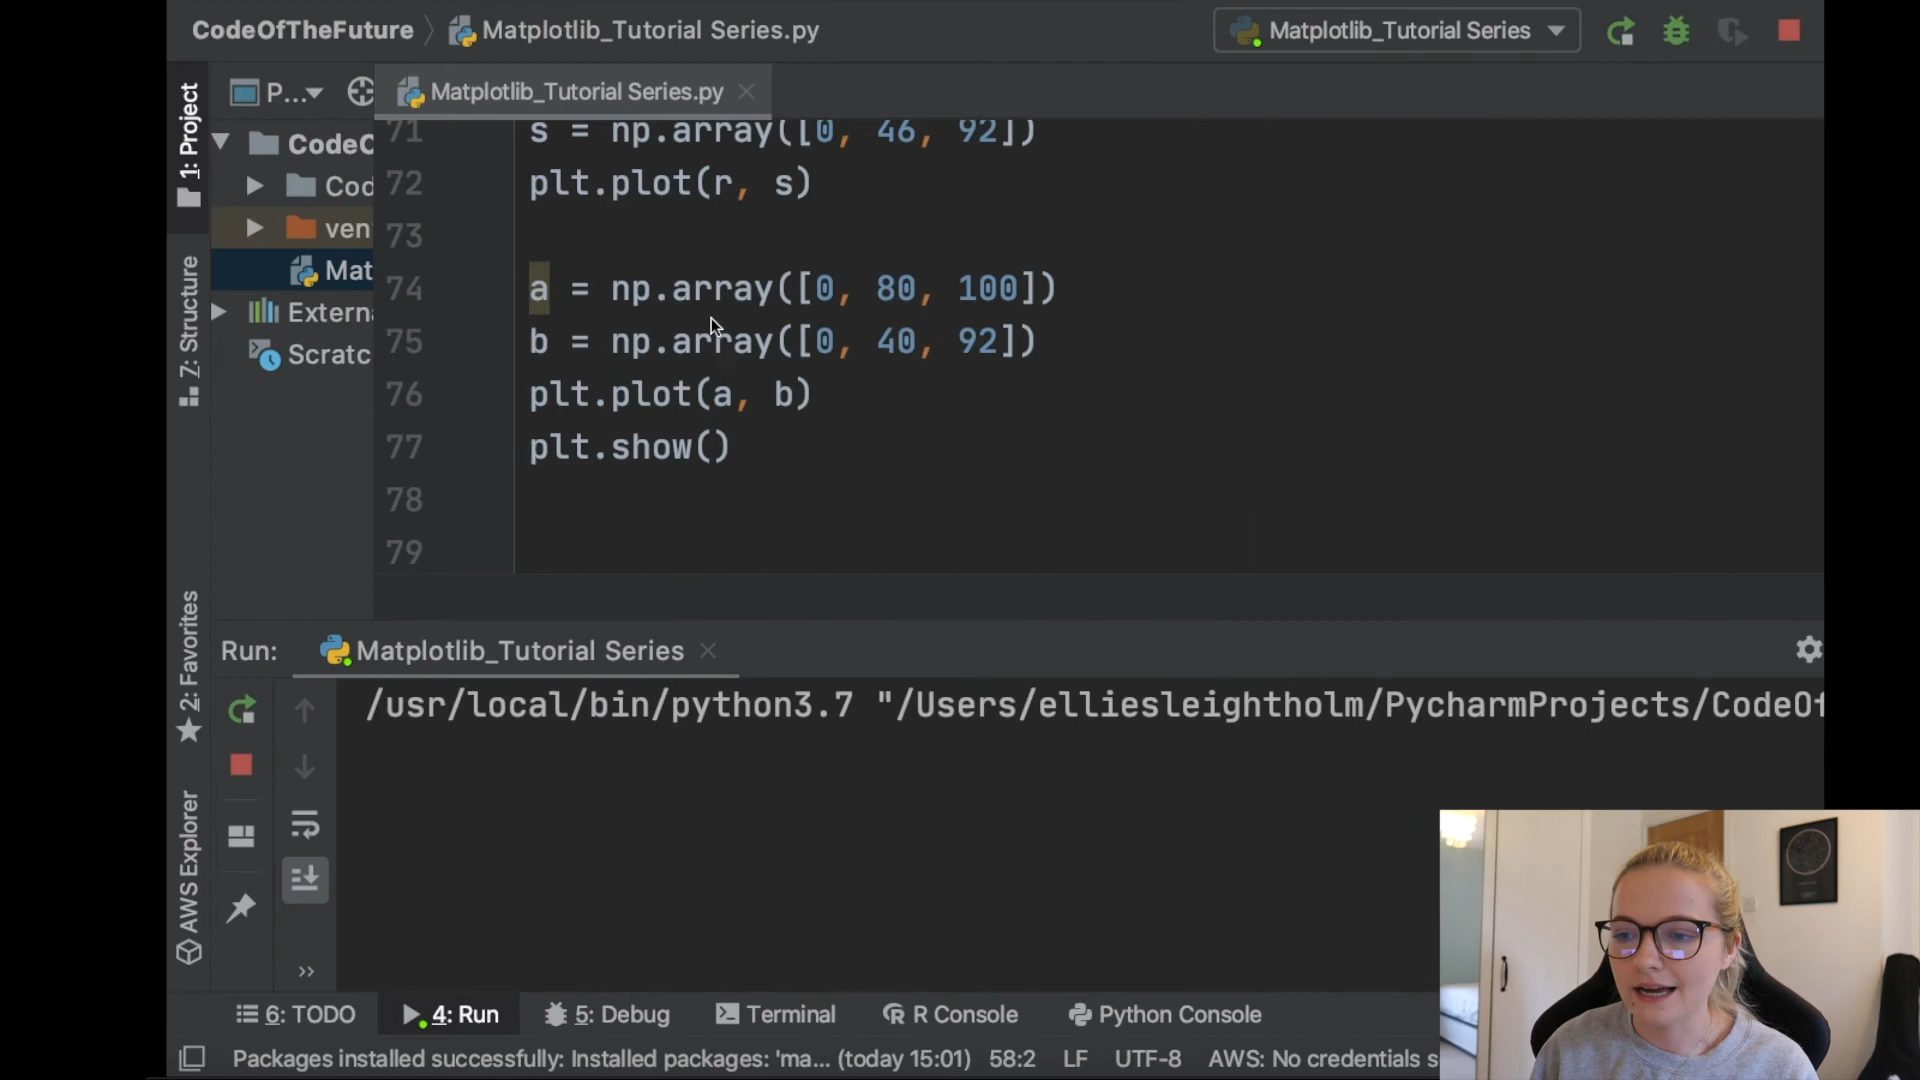 CodeOfTheFuture
Matplotlib_Tutorial Series.py
Matplotlib_Tutorial Series
1: Project
P...
Matplotlib_Tutorial Series.py
CodeC
Cod
ven
Mat
Extern
Scratc
71 s = np.array([0, 46, 92])
72 plt.plot(r, s)
73
74 a = np.array([0, 80, 100])
75 b = np.array([0, 40, 92])
76 plt.plot(a, b)
77 plt.show()
78
79
Z: Structure
2: Favorites
AWS Explorer
Run:
Matplotlib_Tutorial Series
/usr/local/bin/python3.7 "/Users/elliesleightholm/PycharmProjects/CodeOf
6: TODO
4: Run
5: Debug
Terminal
R Console
Python Console
Packages installed successfully: Installed packages: 'ma... (today 15:01)
58:2
LF
UTF-8
AWS: No credentials s